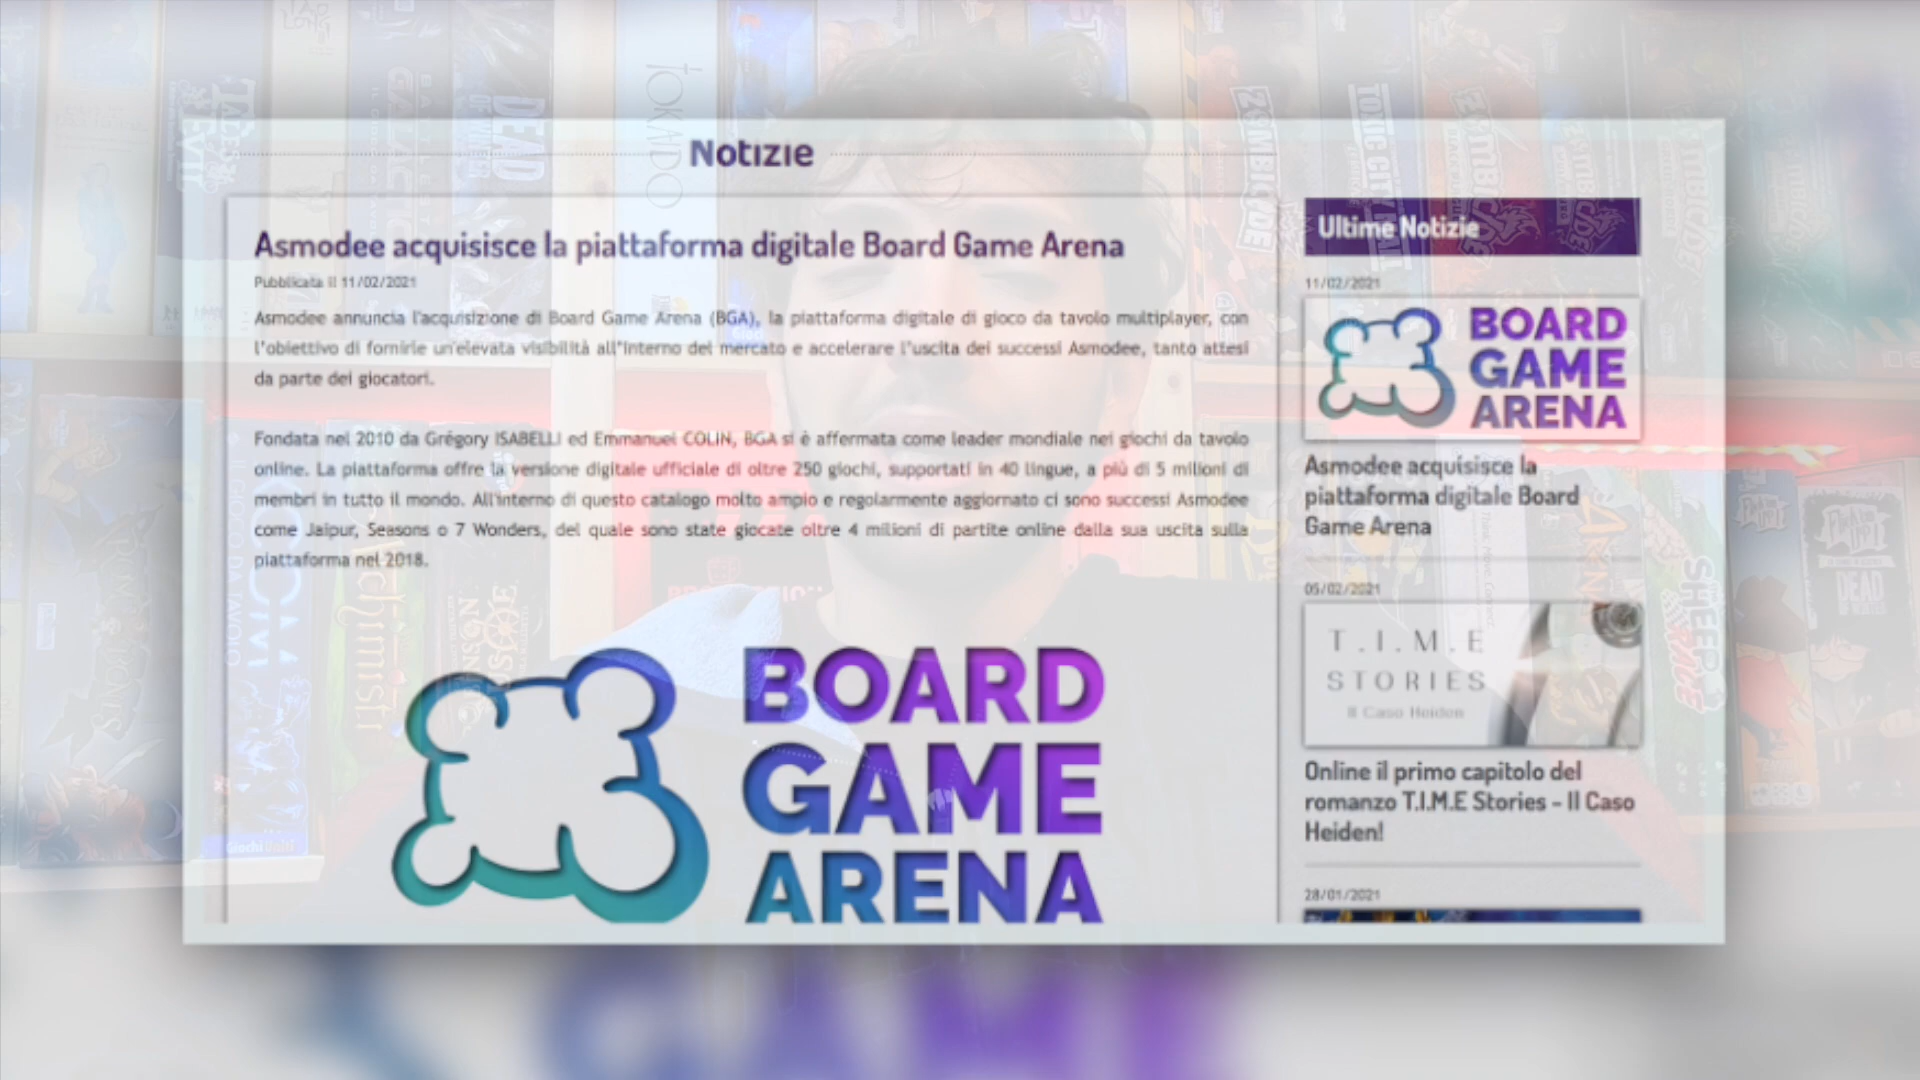 Notizie
Asmodee acquisisce la piattaforma digitale Board Game Arena
Pubblicata il 11/02/2021
Asmodee annuncia l'acquisizione di Board Game Arena (BGA), la piattaforma digitale di gioco da tavolo multiplayer, con
l'obiettivo di fornirle un'elevata visibilità all'interno del mercato e accelerare l'uscita dei successi Asmodee, tanto attesi
da parte dei giocatori.
Fondata nel 2010 da Grégory ISABELLI ed Emmanuel COLIN, BGA si è affermata come leader mondiale nei giochi da tavolo
online. La piattaforma offre la versione digitale ufficiale di oltre 250 giochi, supportati in 40 lingue, a più di 5 milioni di
membri in tutto il mondo. All'interno di questo catalogo molto ampio e regolarmente aggiornato ci sono successi Asmodee
come Jaipur, Seasons o 7 Wonders, del quale sono state giocate oltre 4 milioni di partite online dalla sua uscita sulla
piattaforma nel 2018.
BOARD
GAME
ARENA
Ultime Notizie
11/02/2021
BOARD
GAME
ARENA
Asmodee acquisisce la
piattaforma digitale Board
Game Arena
05/02/2021
T.I.M.E
STORIES
Il Caso Heiden
Online il primo capitolo del
romanzo T.I.M.E Stories - Il Caso
Heiden!
28/01/2021
TOKAIDO
DEAD
OF WINTER
ZOMBICIDE
TOXIC CITY MALL
ZOMBICIDE